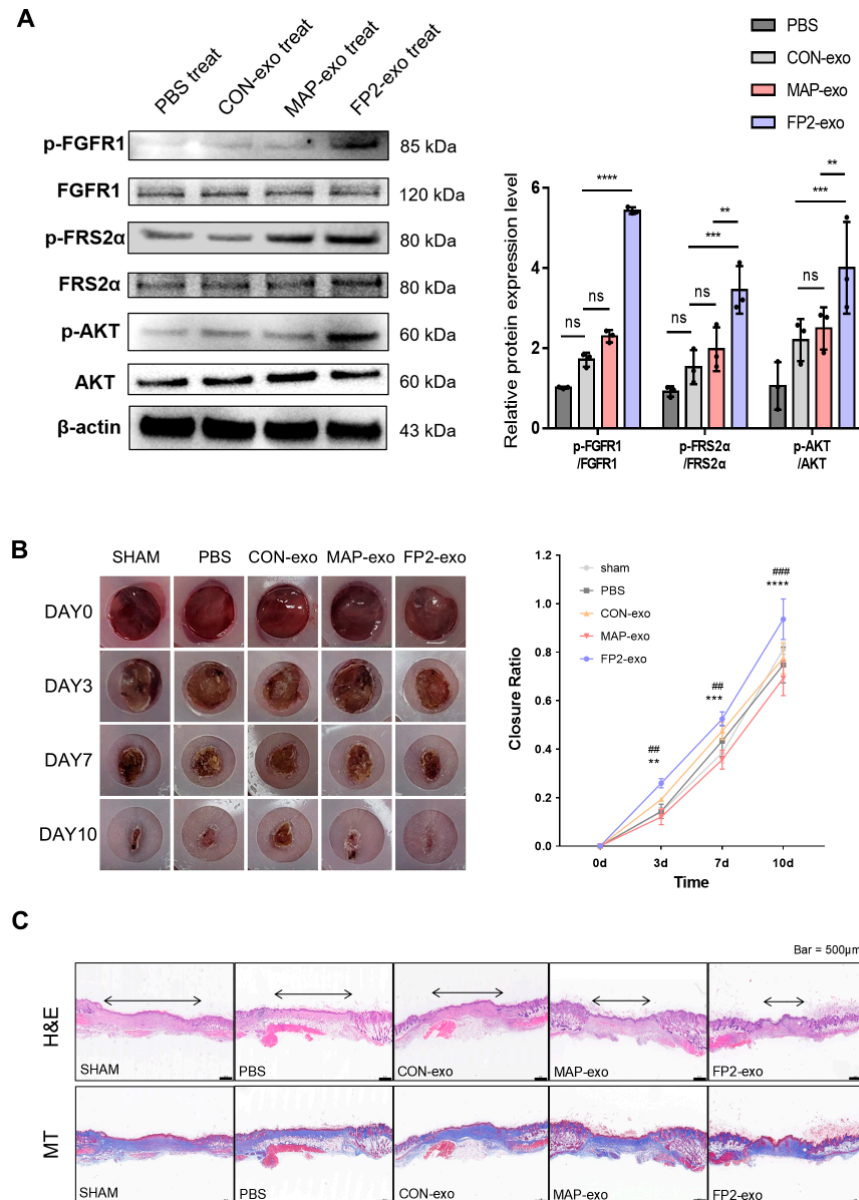 A
PBS treat
CON-exo treat
MAP-exo treat
FP2-exo treat
p-FGFR1
85 kDa
FGFR1
120 kDa
p-FRS2α
80 kDa
FRS2α
80 kDa
p-AKT
60 kDa
AKT
60 kDa
β-actin
43 kDa
PBS
CON-exo
MAP-exo
FP2-exo
Relative protein expression level
6
4
2
0
ns
ns
****
ns
ns
***
**
ns
***
**
p-FGFR1
/FGFR1
p-FRS2α
/FRS2α
p-AKT
/AKT
B
SHAM PBS CON-exo MAP-exo FP2-exo
DAY0
DAY3
DAY7
DAY10
Closure Ratio
1.2
1.0
0.8
0.6
0.4
0.2
0.0
sham
PBS
CON-exo
MAP-exo
FP2-exo
##
**
##
***
###
****
0d 3d 7d 10d
Time
C
Bar = 500μm
H&E
SHAM PBS CON-exo MAP-exo FP2-exo
MT
SHAM PBS CON-exo MAP-exo FP2-exo